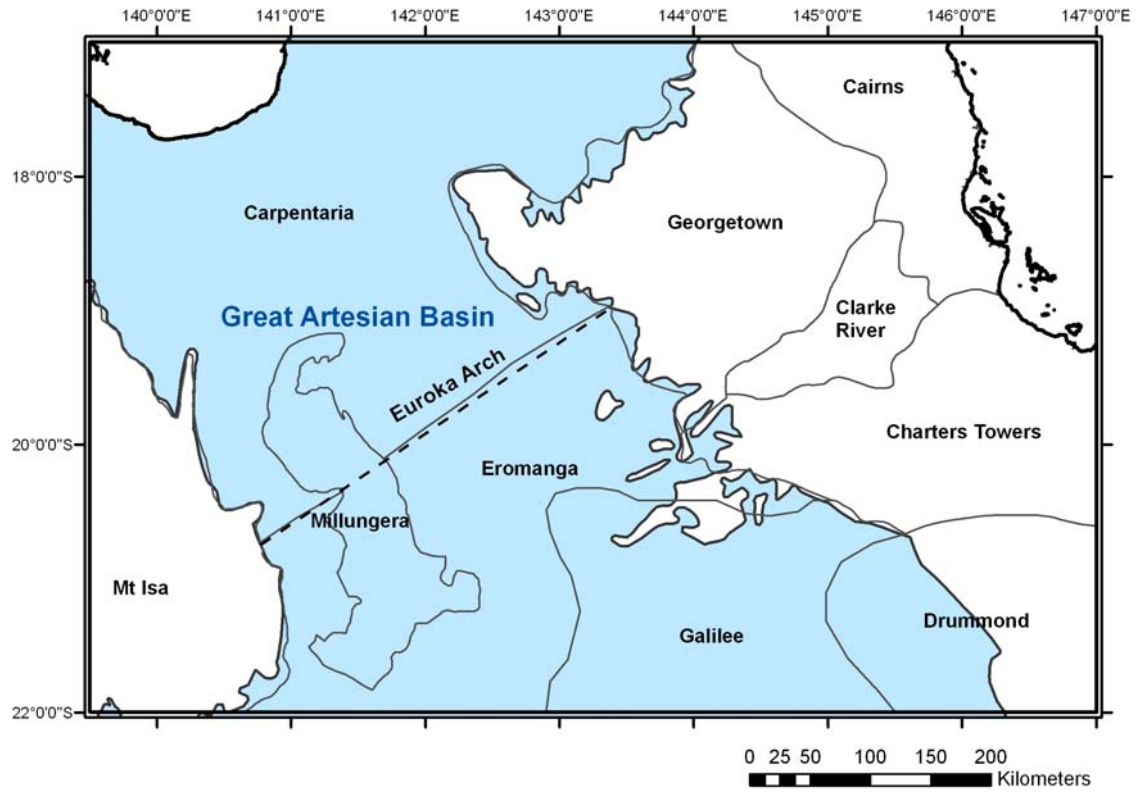 140°0'0"E 141°0'0"E 142°0'0"E 143°0'0"E 144°0'0"E 145°0'0"E 146°0'0"E 147°0'0"E
Cairns
18°0'0"S
Carpentaria
Georgetown
Great Artesian Basin
Clarke
River
Euroka Arch
20°0'0"S
Charters Towers
Eromanga
Millungera
Mt Isa
Galilee
Drummond
22°0'0"S
0 25 50 100 150 200
Kilometers